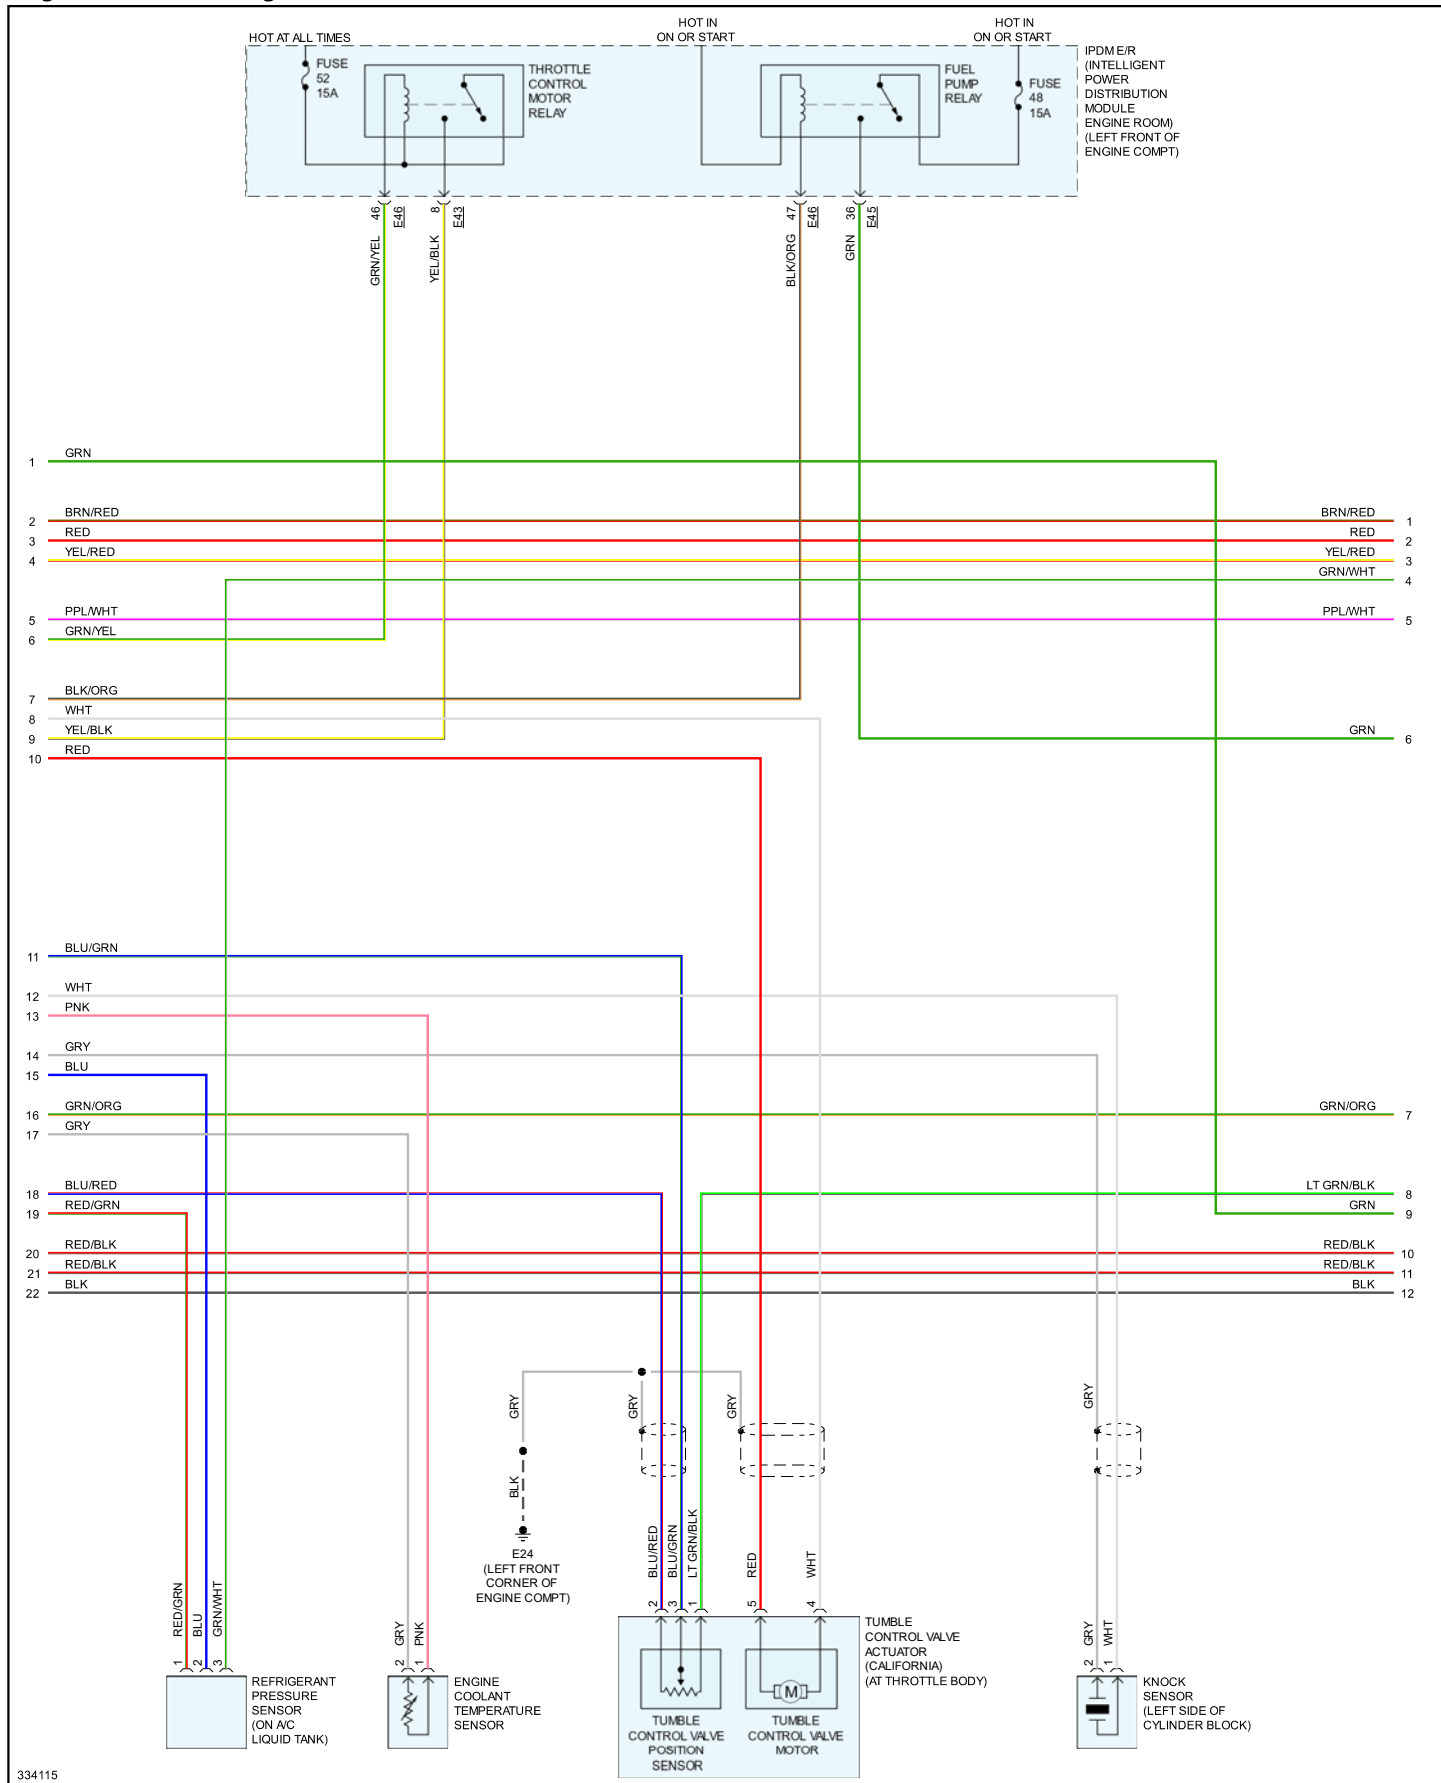 HOT AT ALL TIMES
HOT IN
ON OR START
HOT IN
ON OR START
FUSE
52
15A
THROTTLE
CONTROL
MOTOR
RELAY
FUEL
PUMP
RELAY
FUSE
48
15A
IPDM E/R
(INTELLIGENT
POWER
DISTRIBUTION
MODULE
ENGINE ROOM)
(LEFT FRONT OF
ENGINE COMPT)
46
E46
8
E43
47
E46
36
E45
GRN/YEL
YEL/BLK
BLK/ORG
GRN
1 GRN
2 BRN/RED BRN/RED 1
3 RED RED 2
4 YEL/RED YEL/RED 3
GRN/WHT 4
5 PPL/WHT PPL/WHT 5
6 GRN/YEL
7 BLK/ORG
8 WHT
9 YEL/BLK GRN 6
10 RED
11 BLU/GRN
12 WHT
13 PNK
14 GRY
15 BLU
16 GRN/ORG GRN/ORG 7
17 GRY
18 BLU/RED LT GRN/BLK 8
19 RED/GRN GRN 9
20 RED/BLK RED/BLK 10
21 RED/BLK RED/BLK 11
22 BLK BLK 12
GRY
GRY
GRY
GRY
BLK
E24
(LEFT FRONT
CORNER OF
ENGINE COMPT)
RED/GRN
BLU
GRN/WHT
1
2
3
REFRIGERANT
PRESSURE
SENSOR
(ON A/C
LIQUID TANK)
GRY
PNK
2
1
ENGINE
COOLANT
TEMPERATURE
SENSOR
BLU/RED
BLU/GRN
LT GRN/BLK
RED
WHT
2
3
1
5
4
M
TUMBLE
CONTROL VALVE
POSITION
SENSOR
TUMBLE
CONTROL VALVE
MOTOR
TUMBLE
CONTROL VALVE
ACTUATOR
(CALIFORNIA)
(AT THROTTLE BODY)
GRY
WHT
2
1
KNOCK
SENSOR
(LEFT SIDE OF
CYLINDER BLOCK)
334115